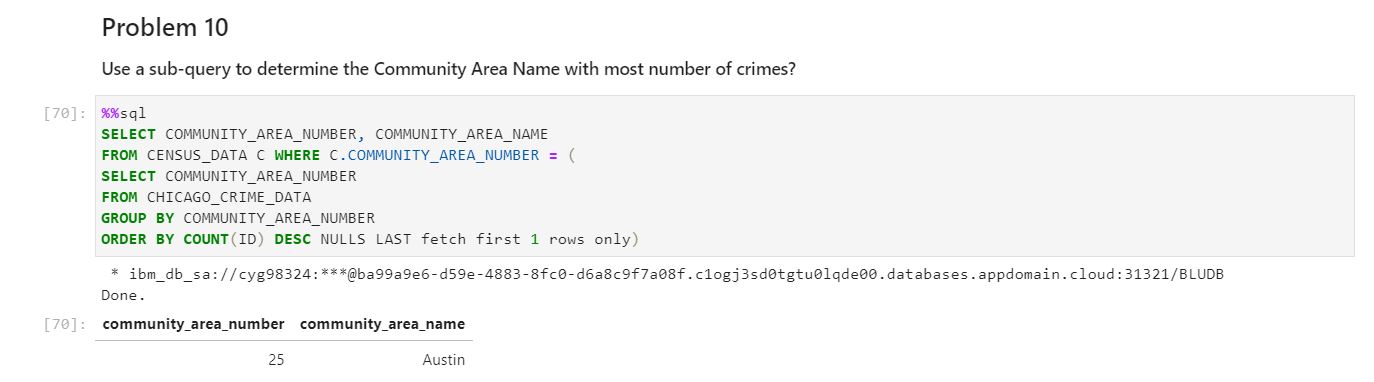 Problem 10
Use a sub-query to determine the Community Area Name with most number of crimes?
[70]: %%sql
SELECT COMMUNITY_AREA_NUMBER, COMMUNITY_AREA_NAME
FROM CENSUS_DATA C WHERE C.COMMUNITY_AREA_NUMBER = (
SELECT COMMUNITY_AREA_NUMBER
FROM CHICAGO_CRIME_DATA
GROUP BY COMMUNITY_AREA_NUMBER
ORDER BY COUNT(ID) DESC NULLS LAST fetch first 1 rows only)
* ibm_db_sa://cyg98324:***@ba99a9e6-d59e-4883-8fc0-d6a8c9f7a08f.c1ogj3sd0tgtu0lqde00.databases.appdomain.cloud:31321/BLUDB
Done.
[70]: community_area_number community_area_name
25 Austin